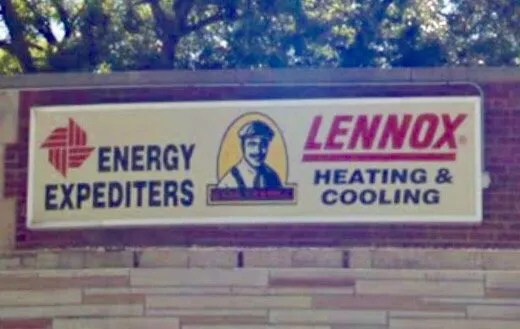 ENERGY
EXPEDITERS
LENNOX
HEATING &
COOLING